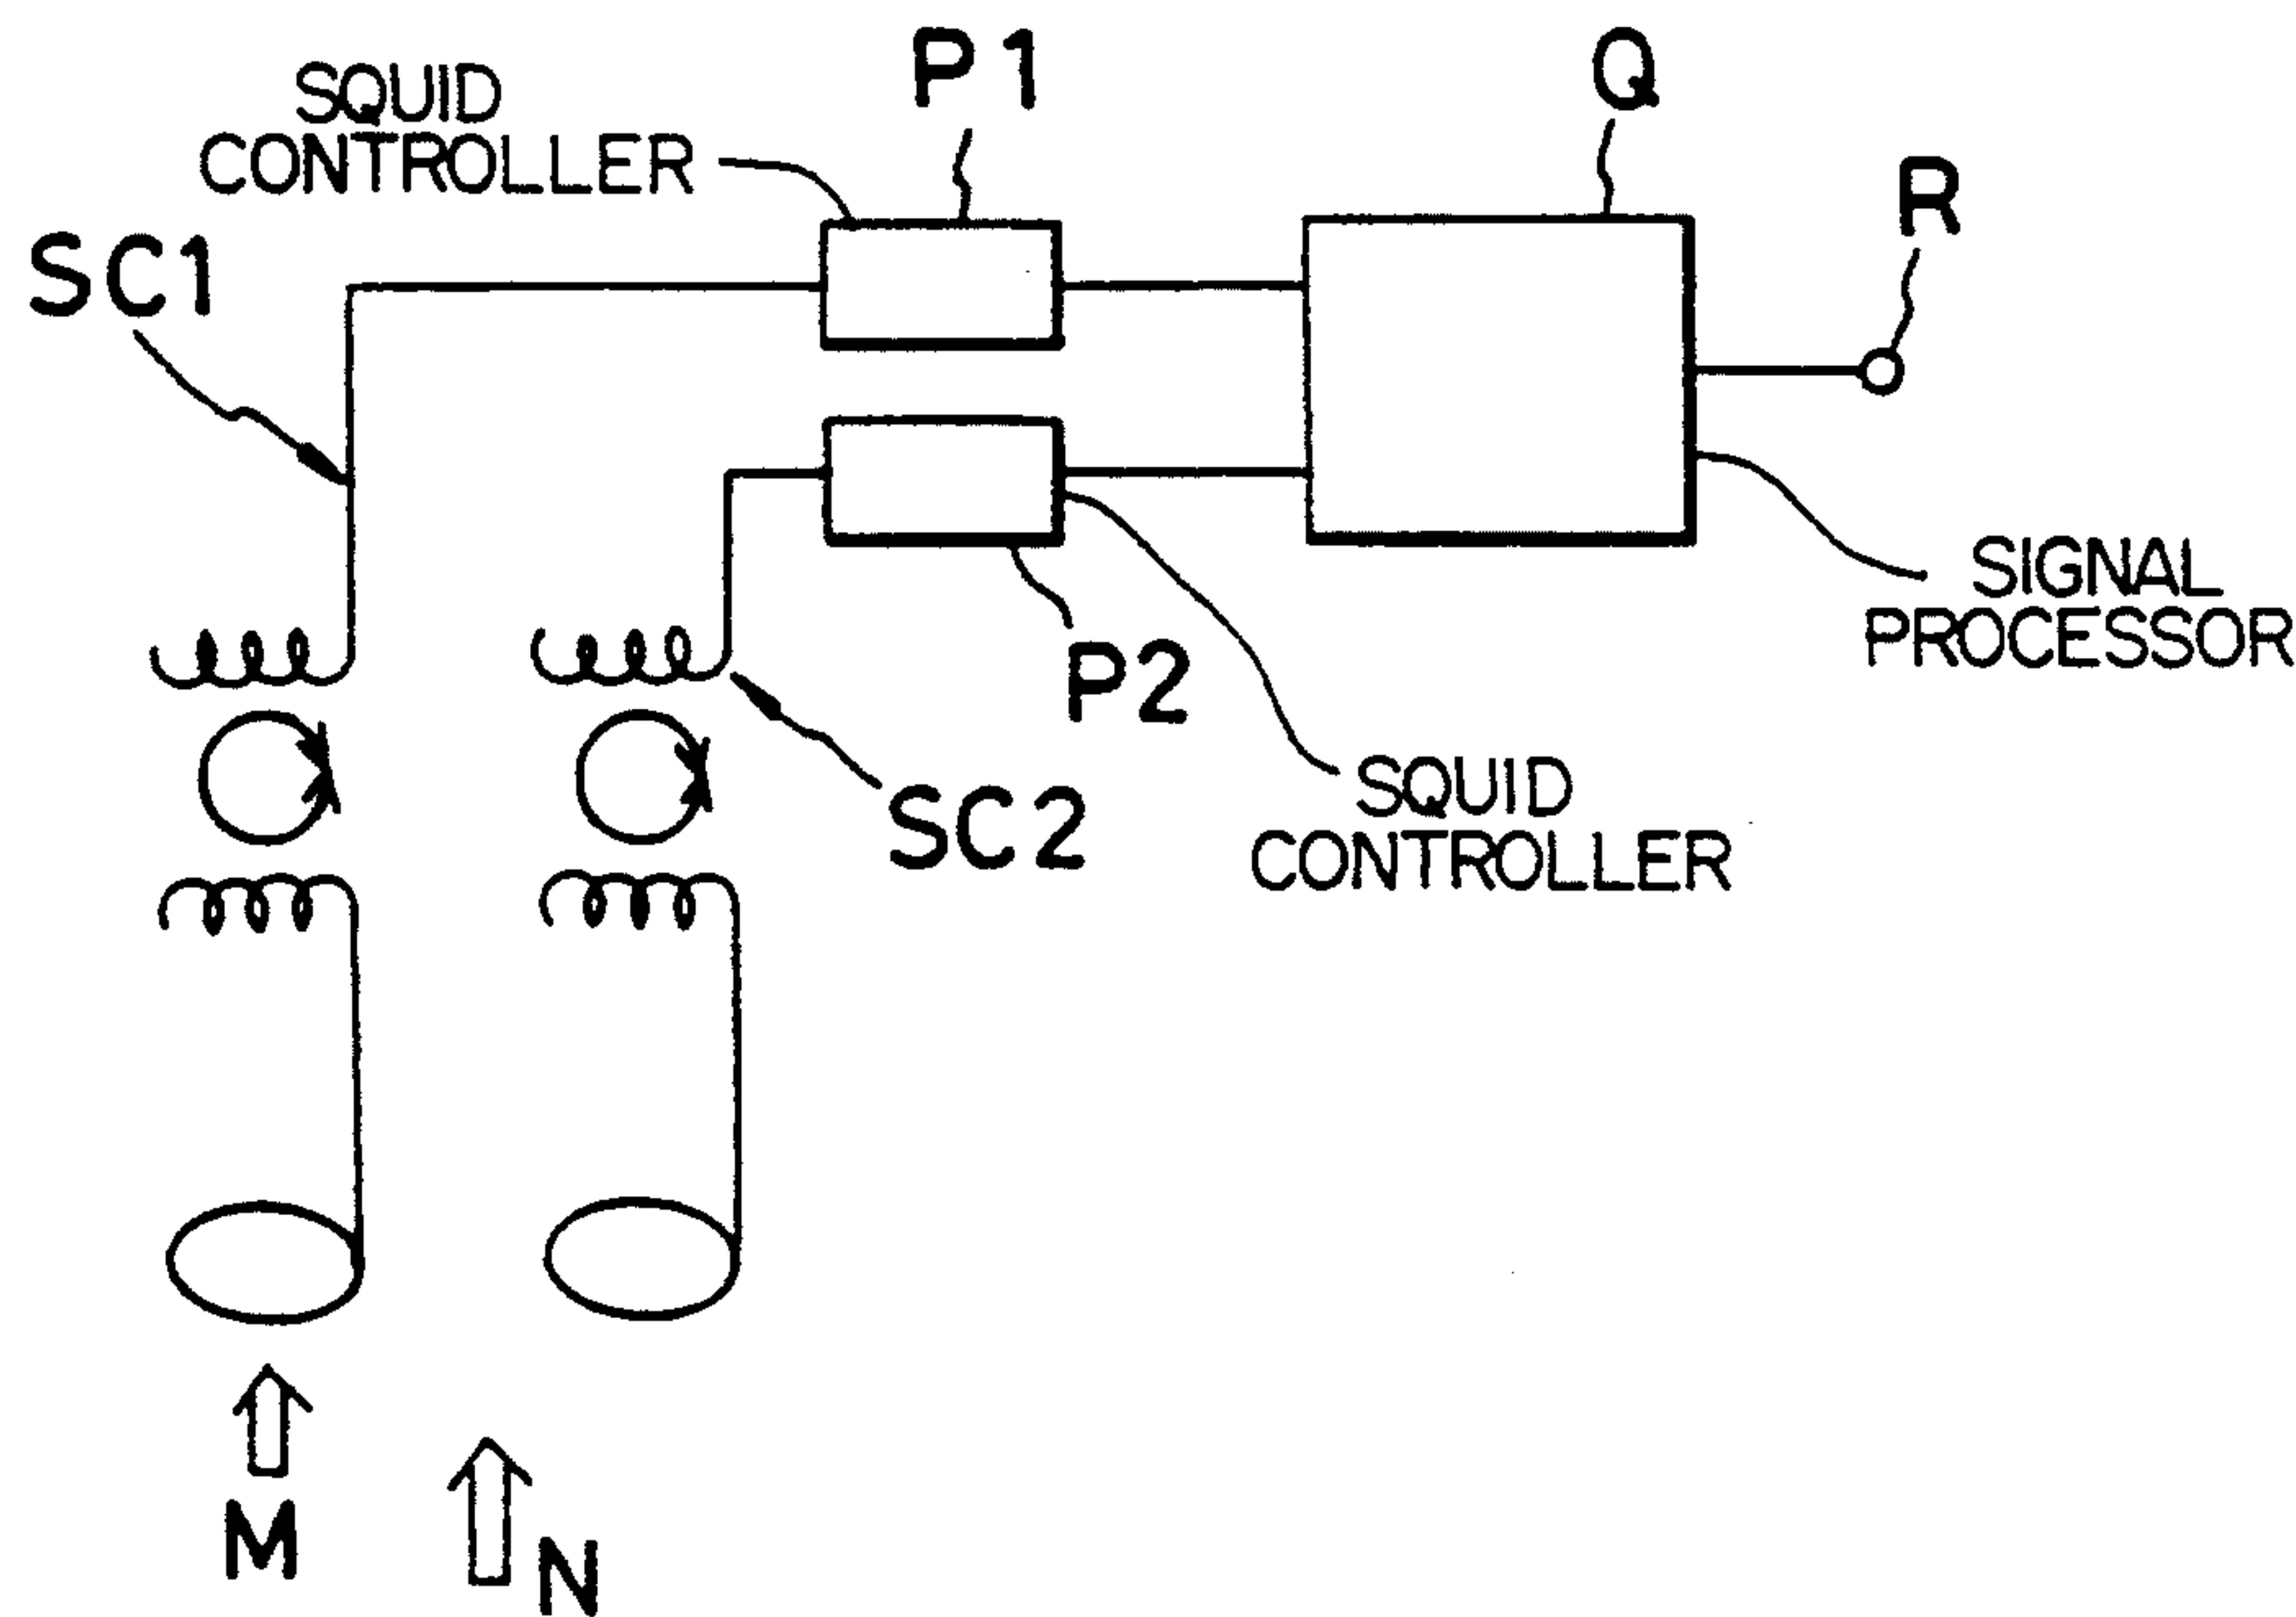 P1
Q
SQUID
CONTROLLER
R
SC1
SIGNAL
PROCESSOR
P2
SQUID
CONTROLLER
SC2
M
N